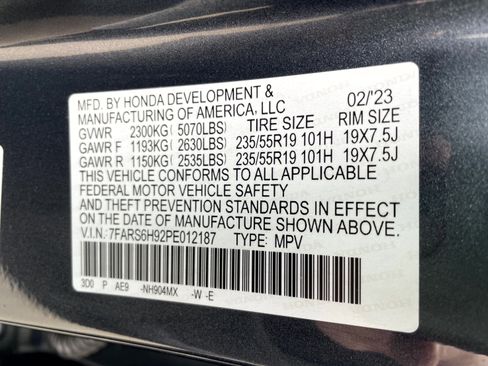 MFD. BY HONDA DEVELOPMENT & 02/'23
MANUFACTURING OF AMERICA, LLC
GVWR 2300KG(5070LBS) TIRE SIZE RIM SIZE
GAWR F 1193KG(2630LBS) 235/55R19 101H 19X7.5J
GAWR R 1150KG(2535LBS) 235/55R19 101H 19X7.5J
THIS VEHICLE CONFORMS TO ALL APPLICABLE
FEDERAL MOTOR VEHICLE SAFETY
AND THEFT PREVENTION STANDARDS IN EFFECT
ON THE DATE OF MANUFACTURE SHOWN ABOVE.
V.I.N.: 7FARS6H92PE012187 TYPE: MPV
3D0 P AE9 -NH904MX -W -E